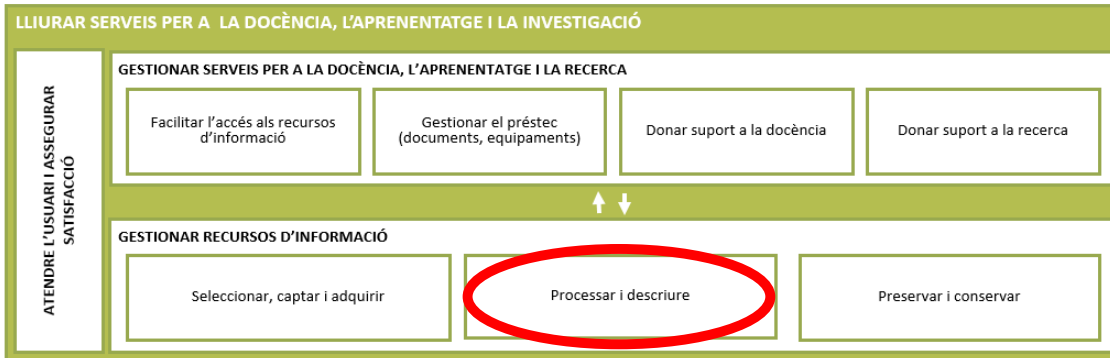 LLIURAR SERVEIS PER A LA DOCÈNCIA, L'APRENENTATGE I LA INVESTIGACIÓ
ATENDRE L'USUARI I ASSEGURAR
SATISFACCIÓ
GESTIONAR SERVEIS PER A LA DOCÈNCIA, L'APRENENTATGE I LA RECERCA
Facilitar l'accés als recursos
d'informació
Gestionar el préstec
(documents, equipaments)
Donar suport a la docència
Donar suport a la recerca
GESTIONAR RECURSOS D'INFORMACIÓ
Seleccionar, captar i adquirir
Processar i descriure
Preservar i conservar